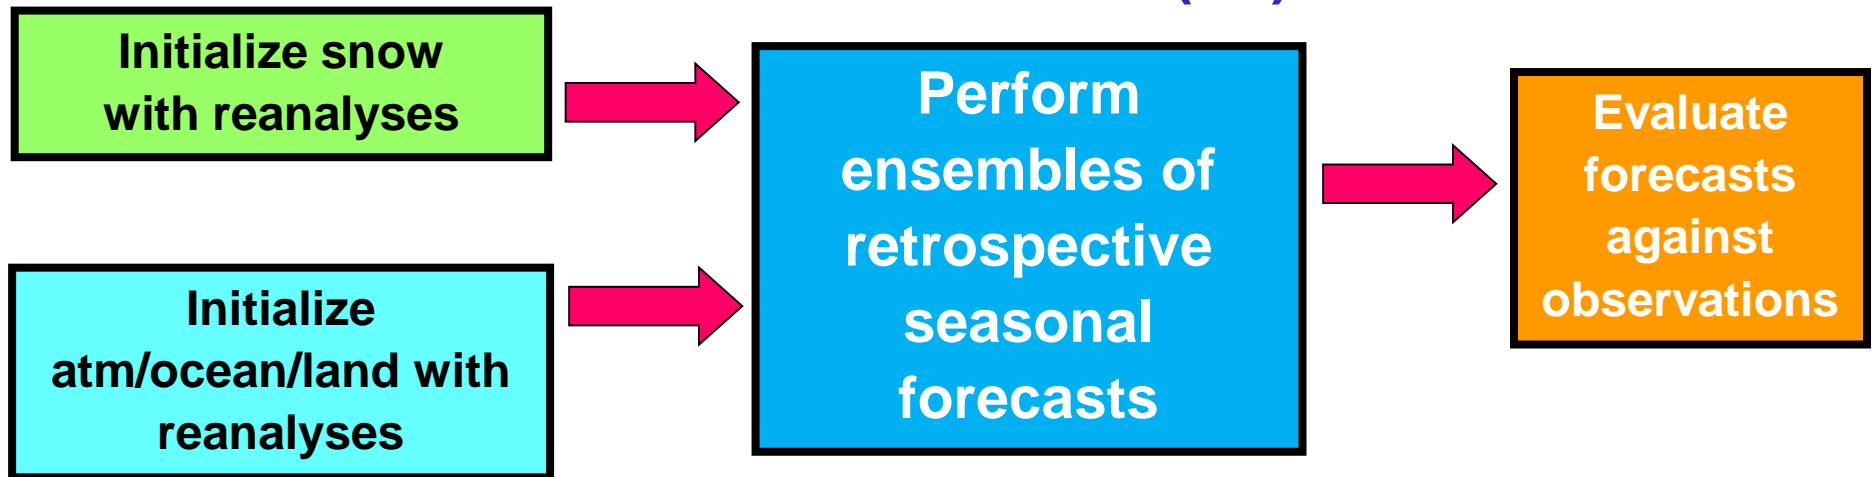 Initialize snow
with reanalyses
Initialize
atm/ocean/land with
reanalyses
Perform
ensembles of
retrospective
seasonal
forecasts
Evaluate
forecasts
against
observations